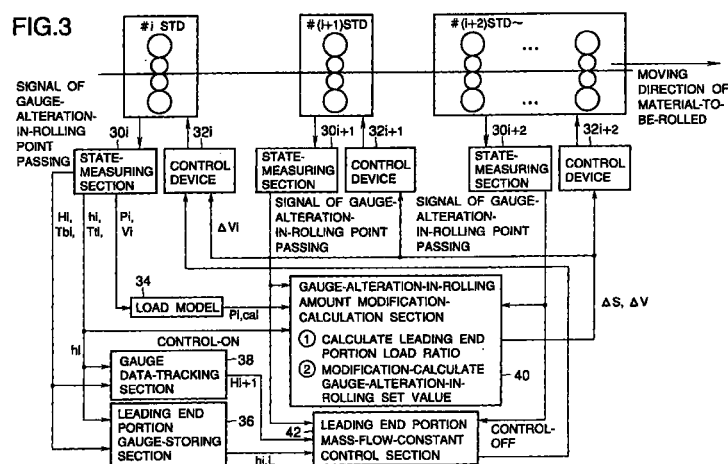 FIG.3
#i STD
#(i+1)STD
#(i+2)STD~
...
...
MOVING
DIRECTION OF
MATERIAL-TO-
BE-ROLLED
SIGNAL OF
GAUGE-
ALTERATION-
IN-ROLLING
POINT
PASSING
30i
32i
30i+1
32i+1
30i+2
32i+2
STATE-
MEASURING
SECTION
CONTROL
DEVICE
STATE-
MEASURING
SECTION
CONTROL
DEVICE
STATE-
MEASURING
SECTION
CONTROL
DEVICE
Hi,
Tbi,
hi,
Tti,
Pi,
Vi
ΔVi
SIGNAL OF GAUGE-
ALTERATION-
IN-ROLLING
POINT PASSING
SIGNAL OF GAUGE-
ALTERATION-
IN-ROLLING
POINT PASSING
34
LOAD MODEL
Pi,cal
GAUGE-ALTERATION-IN-ROLLING
AMOUNT MODIFICATION-
CALCULATION SECTION
① CALCULATE LEADING END
PORTION LOAD RATIO
② MODIFICATION-CALCULATE
GAUGE-ALTERATION-IN-
ROLLING SET VALUE
ΔS, ΔV
40
hi
CONTROL-ON
GAUGE
DATA-TRACKING
SECTION
38
Hi+1
LEADING END
PORTION
GAUGE-STORING
SECTION
36
hi,L
42
LEADING END PORTION
MASS-FLOW-CONSTANT
CONTROL SECTION
CONTROL-
OFF